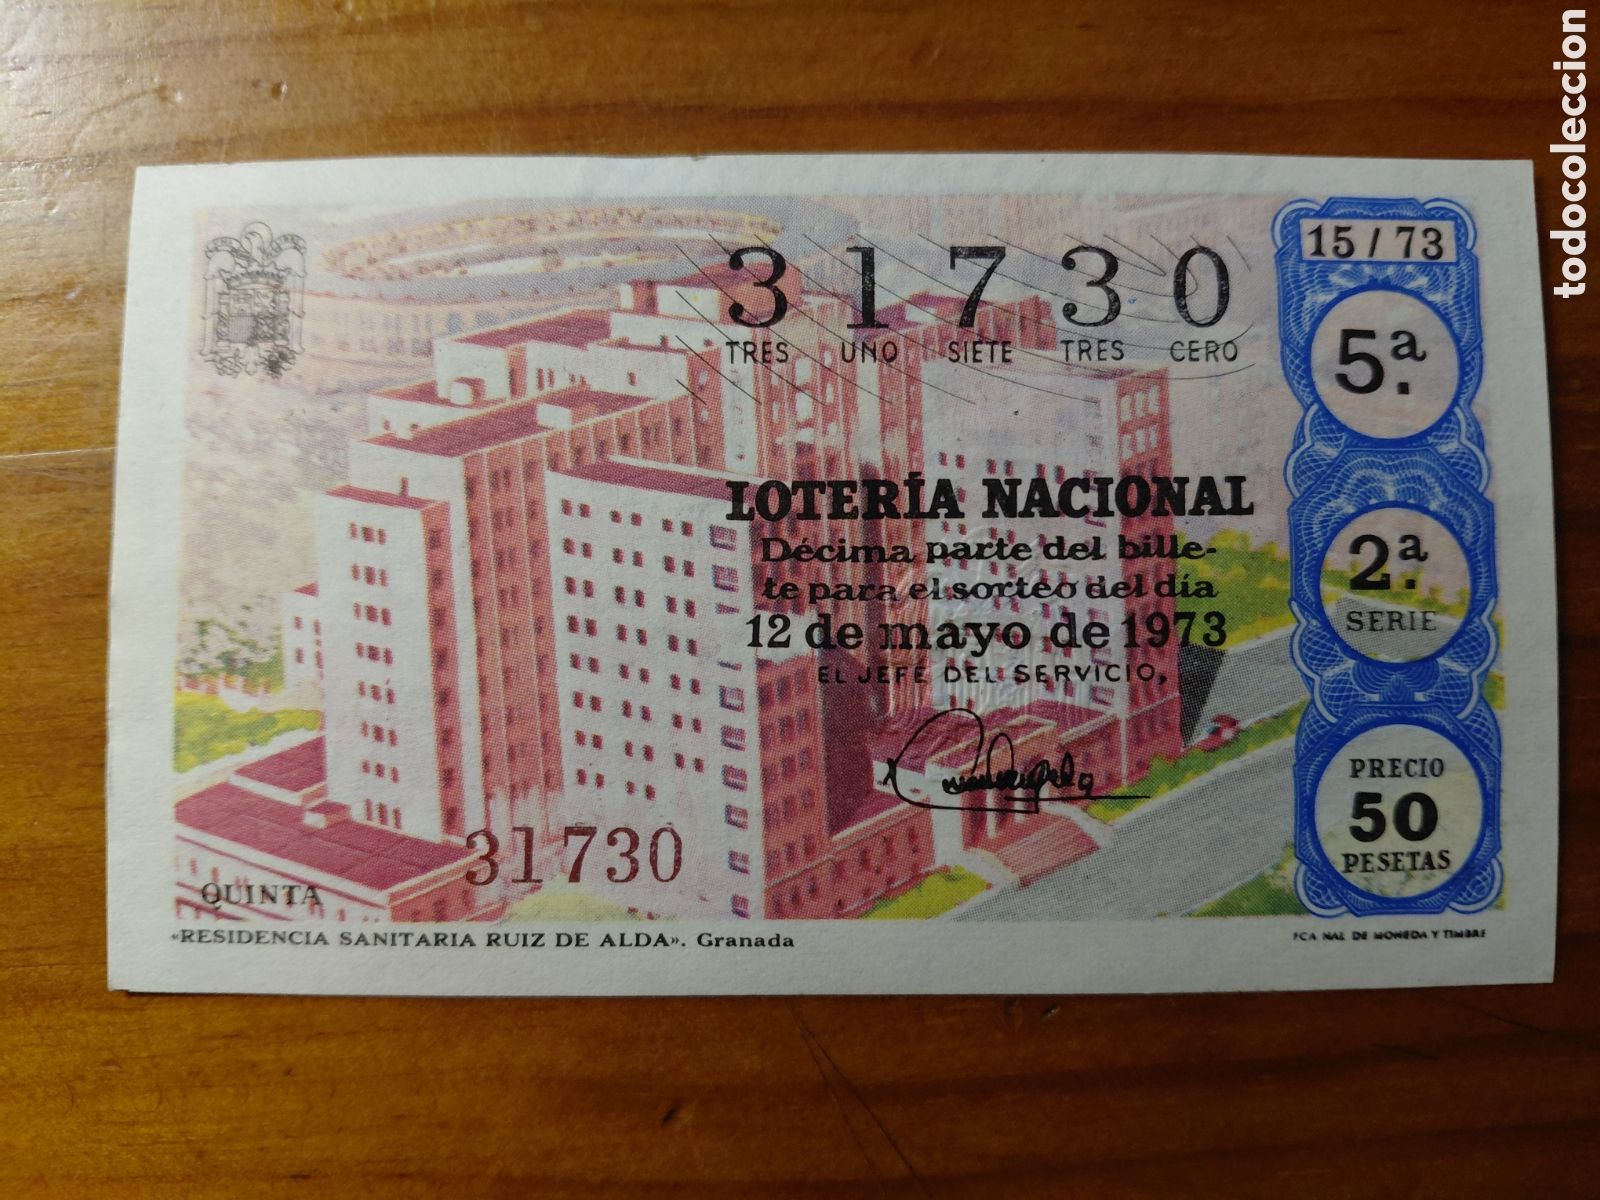 todocoleccion
31730
TRES UNO SIETE TRES CERO
15/73
5.ª
LOTERÍA NACIONAL
Décima parte del bille-
te para el sorteo del día
12 de mayo de 1973
EL JEFE DEL SERVICIO,
2.ª
SERIE
PRECIO
50
PESETAS
31730
QUINTA
«RESIDENCIA SANITARIA RUIZ DE ALDA». Granada
FCA NAL DE MONEDA Y TIMBRE